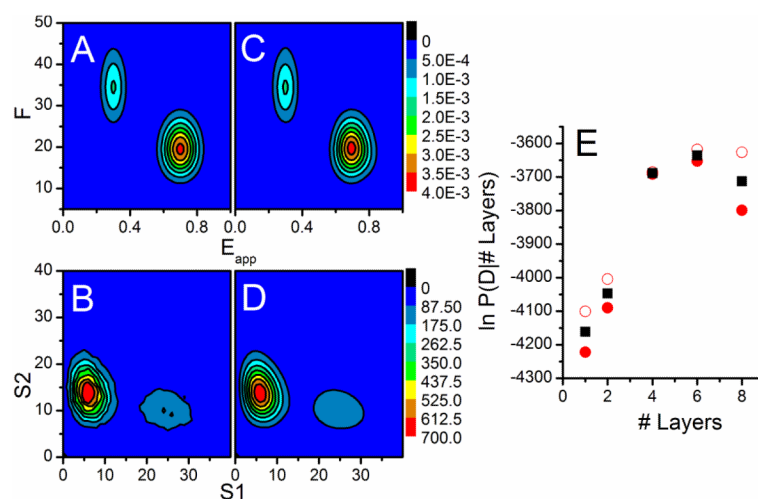 A
C
F
50
40
30
20
10
0.0 0.4 0.8
0.0 0.4 0.8
E_app
0
5.0E-4
1.0E-3
1.5E-3
2.0E-3
2.5E-3
3.0E-3
3.5E-3
4.0E-3
B
D
S2
40
30
20
10
0
0 10 20 30
0 10 20 30
S1
0
87.50
175.0
262.5
350.0
437.5
525.0
612.5
700.0
E
ln P(D|# Layers)
-3600
-3700
-3800
-3900
-4000
-4100
-4200
-4300
0 2 4 6 8
# Layers